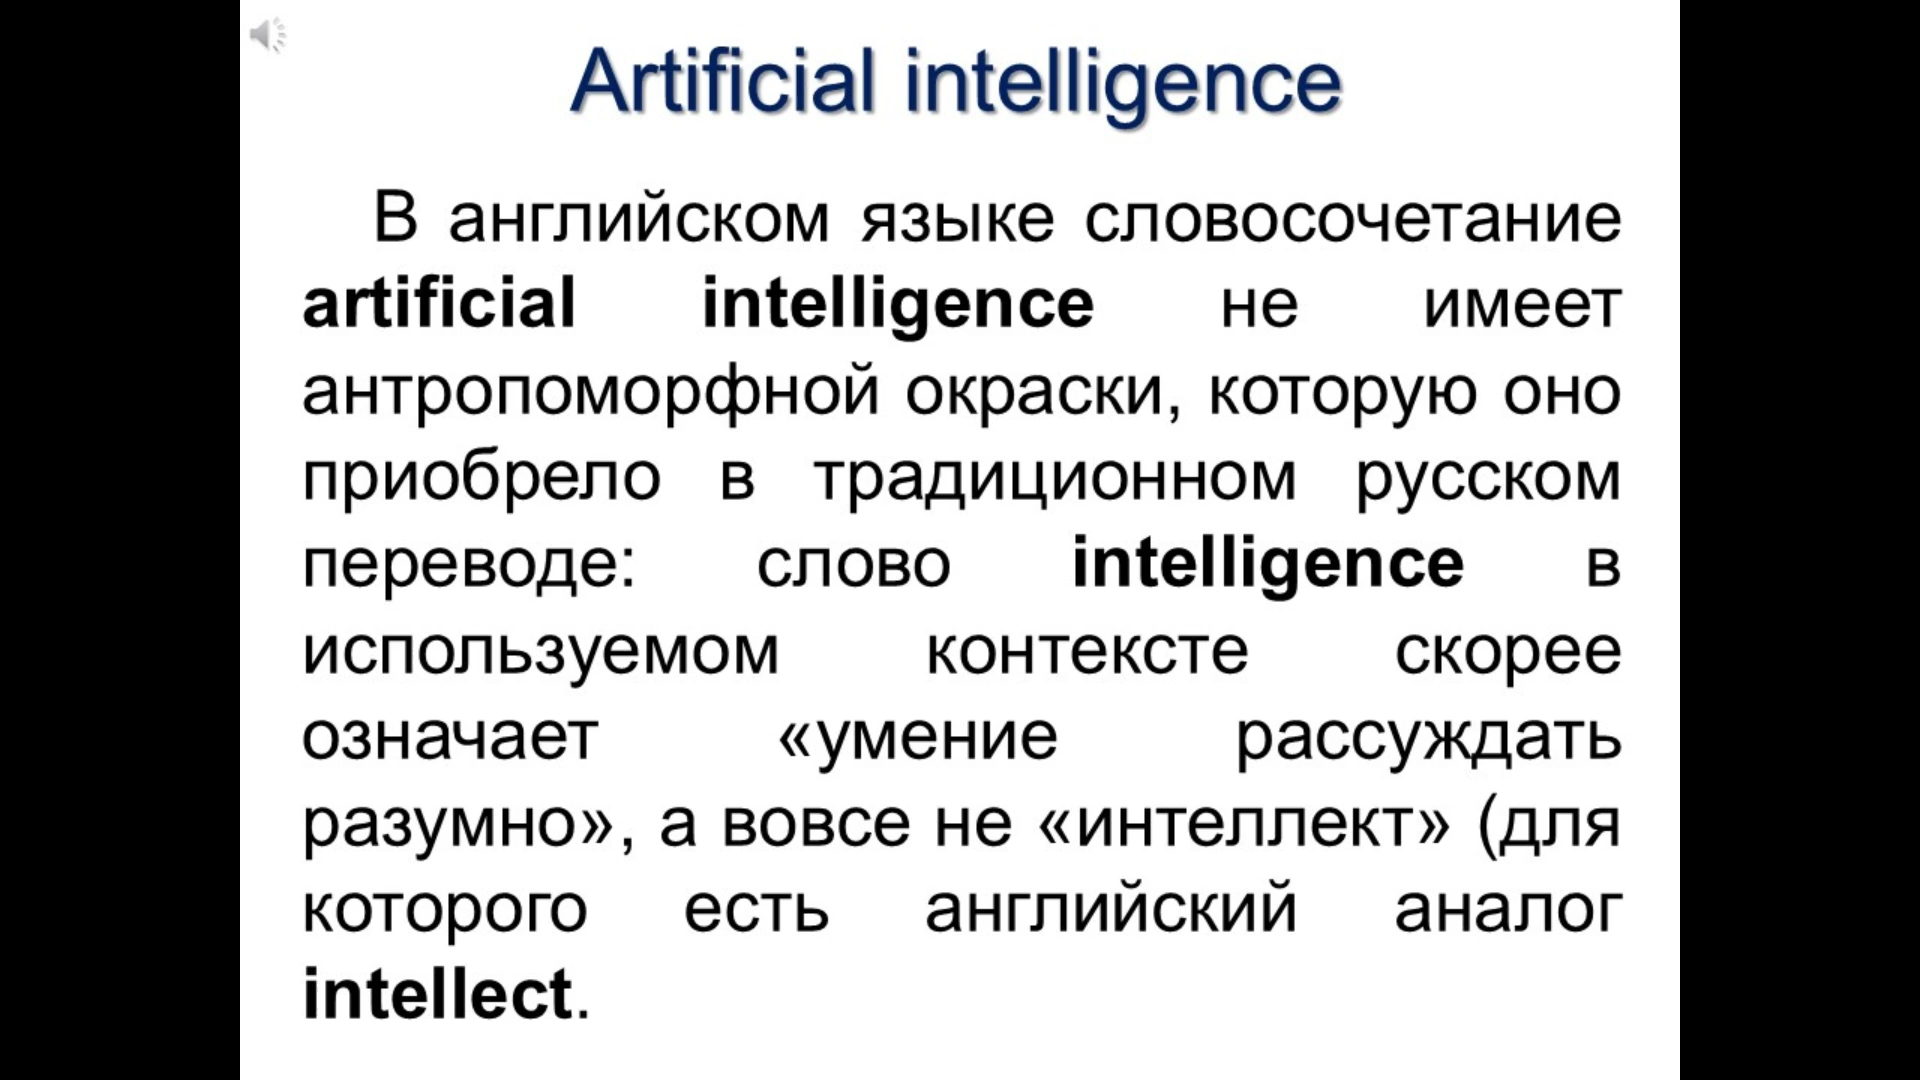 Artificial intelligence
В английском языке словосочетание
artificial intelligence не имеет
антропоморфной окраски, которую оно
приобрело в традиционном русском
переводе: слово intelligence в
используемом контексте скорее
означает «умение рассуждать
разумно», а вовсе не «интеллект» (для
которого есть английский аналог
intellect.